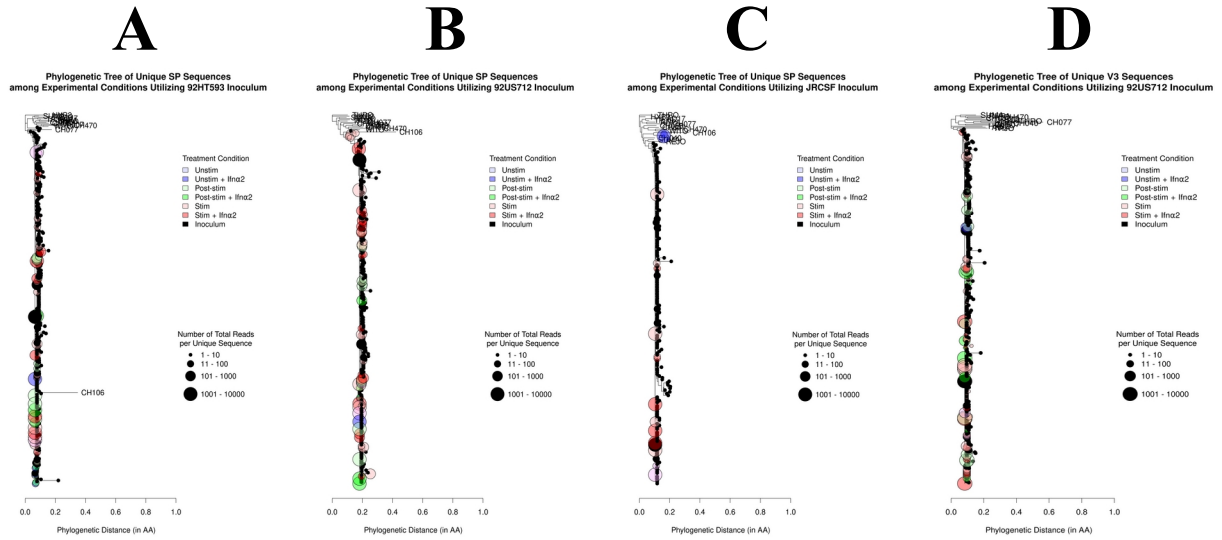 A
Phylogenetic Tree of Unique SP Sequences
among Experimental Conditions Utilizing 92HT593 Inoculum
CH077
Treatment Condition
Unstim
Unstim + Ifnα2
Post-stim
Post-stim + Ifnα2
Stim
Stim + Ifnα2
Inoculum
Number of Total Reads
per Unique Sequence
1 - 10
11 - 100
101 - 1000
1001 - 10000
CH106
0.0 0.2 0.4 0.6 0.8 1.0
Phylogenetic Distance (in AA)
B
Phylogenetic Tree of Unique SP Sequences
among Experimental Conditions Utilizing 92US712 Inoculum
CH106
Treatment Condition
Unstim
Unstim + Ifnα2
Post-stim
Post-stim + Ifnα2
Stim
Stim + Ifnα2
Inoculum
Number of Total Reads
per Unique Sequence
1 - 10
11 - 100
101 - 1000
1001 - 10000
0.0 0.2 0.4 0.6 0.8 1.0
Phylogenetic Distance (in AA)
C
Phylogenetic Tree of Unique SP Sequences
among Experimental Conditions Utilizing JRCSF Inoculum
CH106
Treatment Condition
Unstim
Unstim + Ifnα2
Post-stim
Post-stim + Ifnα2
Stim
Stim + Ifnα2
Inoculum
Number of Total Reads
per Unique Sequence
1 - 10
11 - 100
101 - 1000
1001 - 10000
0.0 0.2 0.4 0.6 0.8 1.0
Phylogenetic Distance (in AA)
D
Phylogenetic Tree of Unique V3 Sequences
among Experimental Conditions Utilizing 92US712 Inoculum
CH077
Treatment Condition
Unstim
Unstim + Ifnα2
Post-stim
Post-stim + Ifnα2
Stim
Stim + Ifnα2
Inoculum
Number of Total Reads
per Unique Sequence
1 - 10
11 - 100
101 - 1000
1001 - 10000
0.0 0.2 0.4 0.6 0.8 1.0
Phylogenetic Distance (in AA)